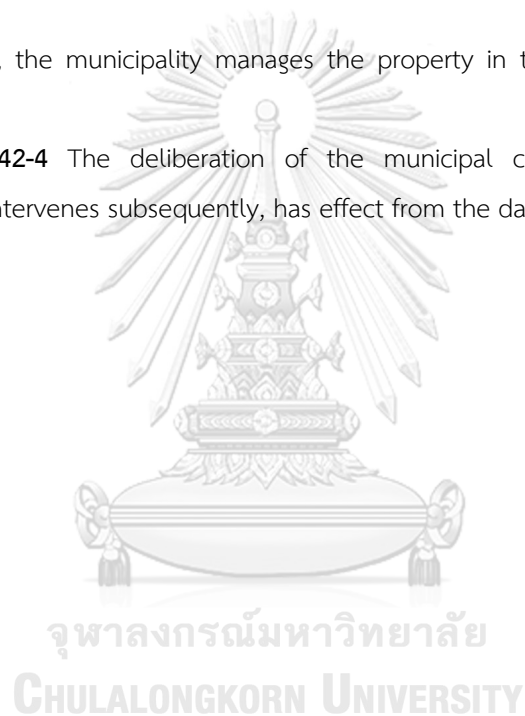 , the municipality manages the property in t
42-4 The deliberation of the municipal c
ntervenes subsequently, has effect from the da
จุฬาลงกรณ์มหาวิทยาลัย
CHULALONGKORN UNIVERSITY